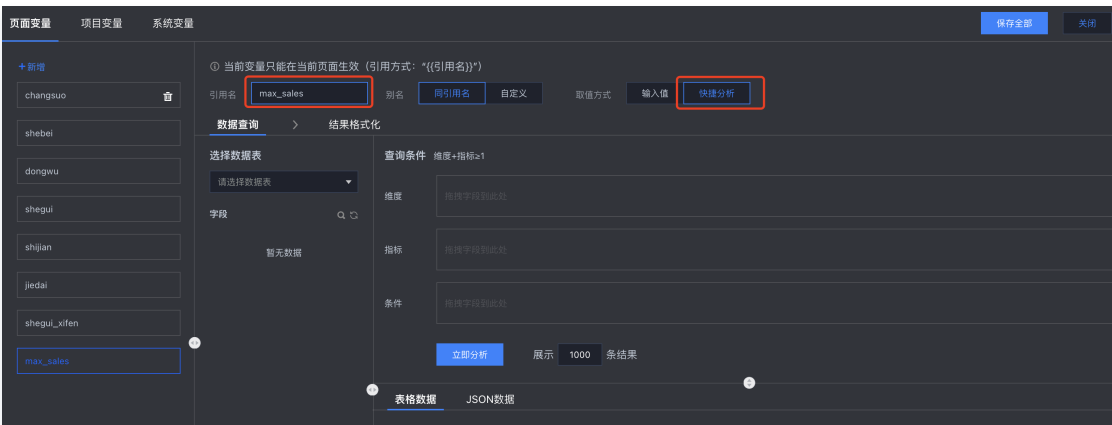 页面变量 项目变量 系统变量 保存全部 关闭
+新增
changsuo
shebei
dongwu
shegui
shijian
jiedai
shegui_xifen
max_sales
当前变量只能在当前页面生效（引用方式：“{{引用名}}”）
引用名 max_sales 别名 同引用名 自定义 取值方式 输入值 快捷分析
数据查询 > 结果格式化
选择数据表
请选择数据表
字段
暂无数据
查询条件 维度+指标≥1
维度 拖拽字段到此处
指标 拖拽字段到此处
条件 拖拽字段到此处
立即分析 展示 1000 条结果
表格数据 JSON数据